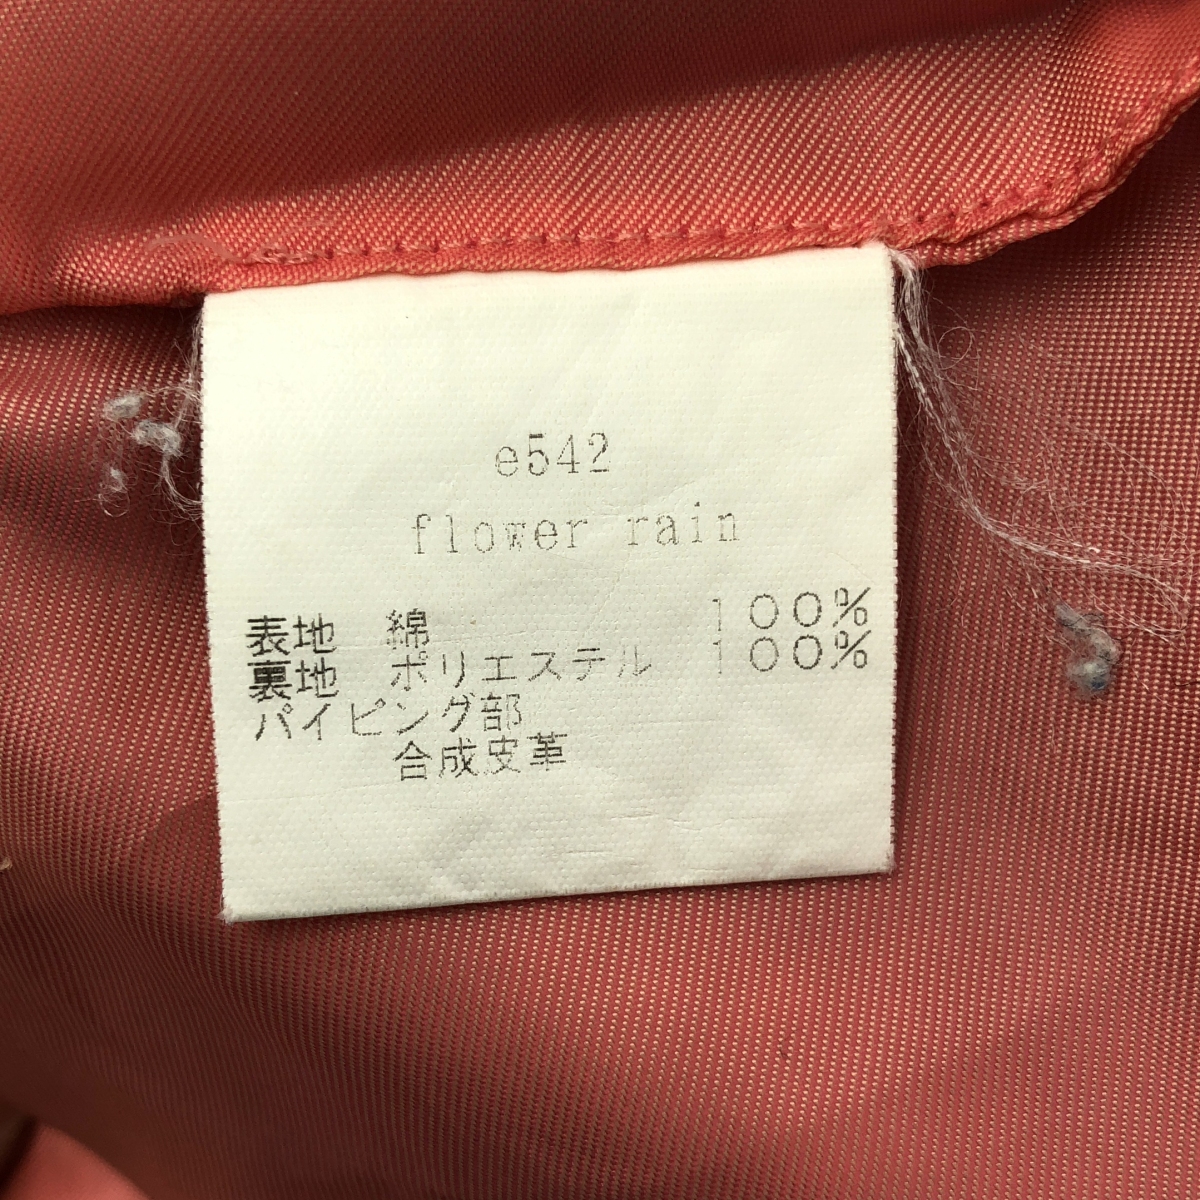 e542
flower rain
表地　綿　100%
裏地　ポリエステル　100%
パイピング部
合成皮革